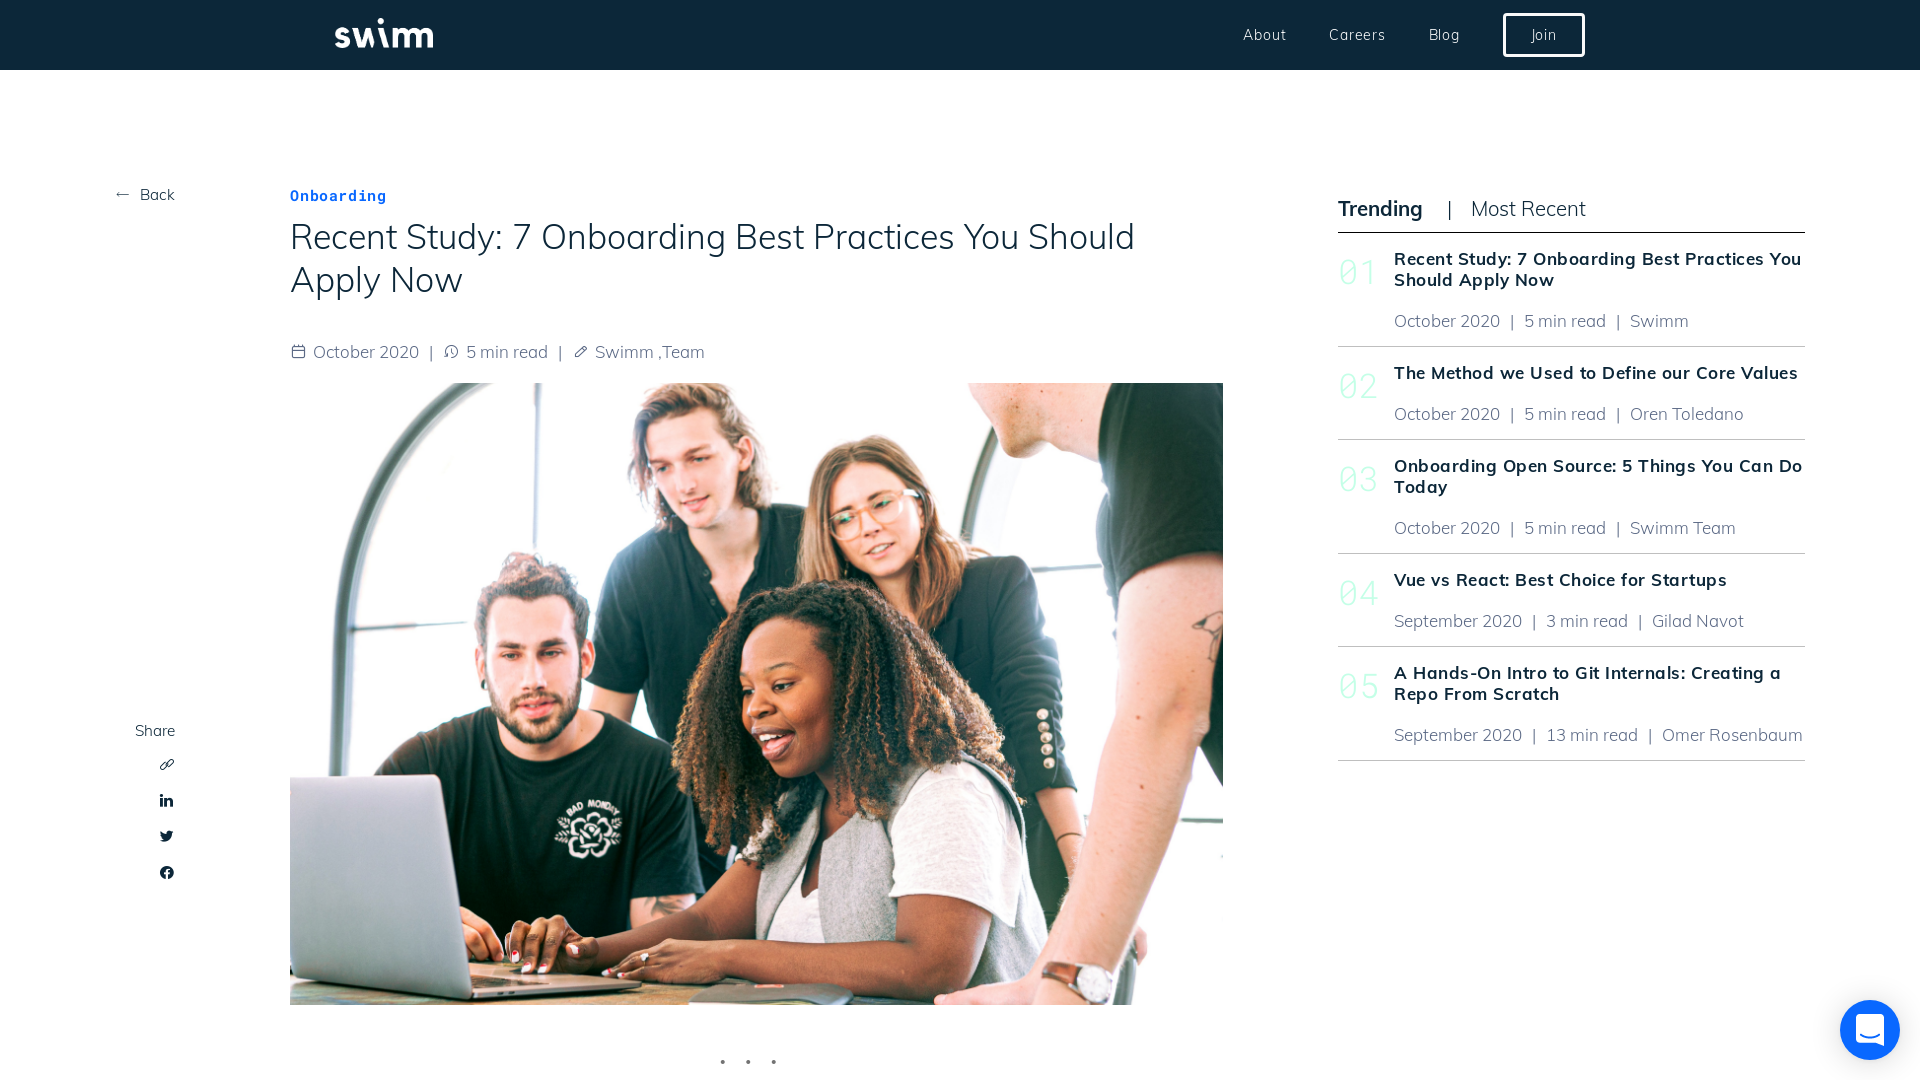 swimm
About
Careers
Blog
Join
Back
Onboarding
Recent Study: 7 Onboarding Best Practices You Should
Apply Now
October 2020 | 5 min read | Swimm ,Team
BAD MONDAY
Share
Trending | Most Recent
01
Recent Study: 7 Onboarding Best Practices You
Should Apply Now
October 2020 | 5 min read | Swimm
02
The Method we Used to Define our Core Values
October 2020 | 5 min read | Oren Toledano
03
Onboarding Open Source: 5 Things You Can Do
Today
October 2020 | 5 min read | Swimm Team
04
Vue vs React: Best Choice for Startups
September 2020 | 3 min read | Gilad Navot
05
A Hands-On Intro to Git Internals: Creating a
Repo From Scratch
September 2020 | 13 min read | Omer Rosenbaum